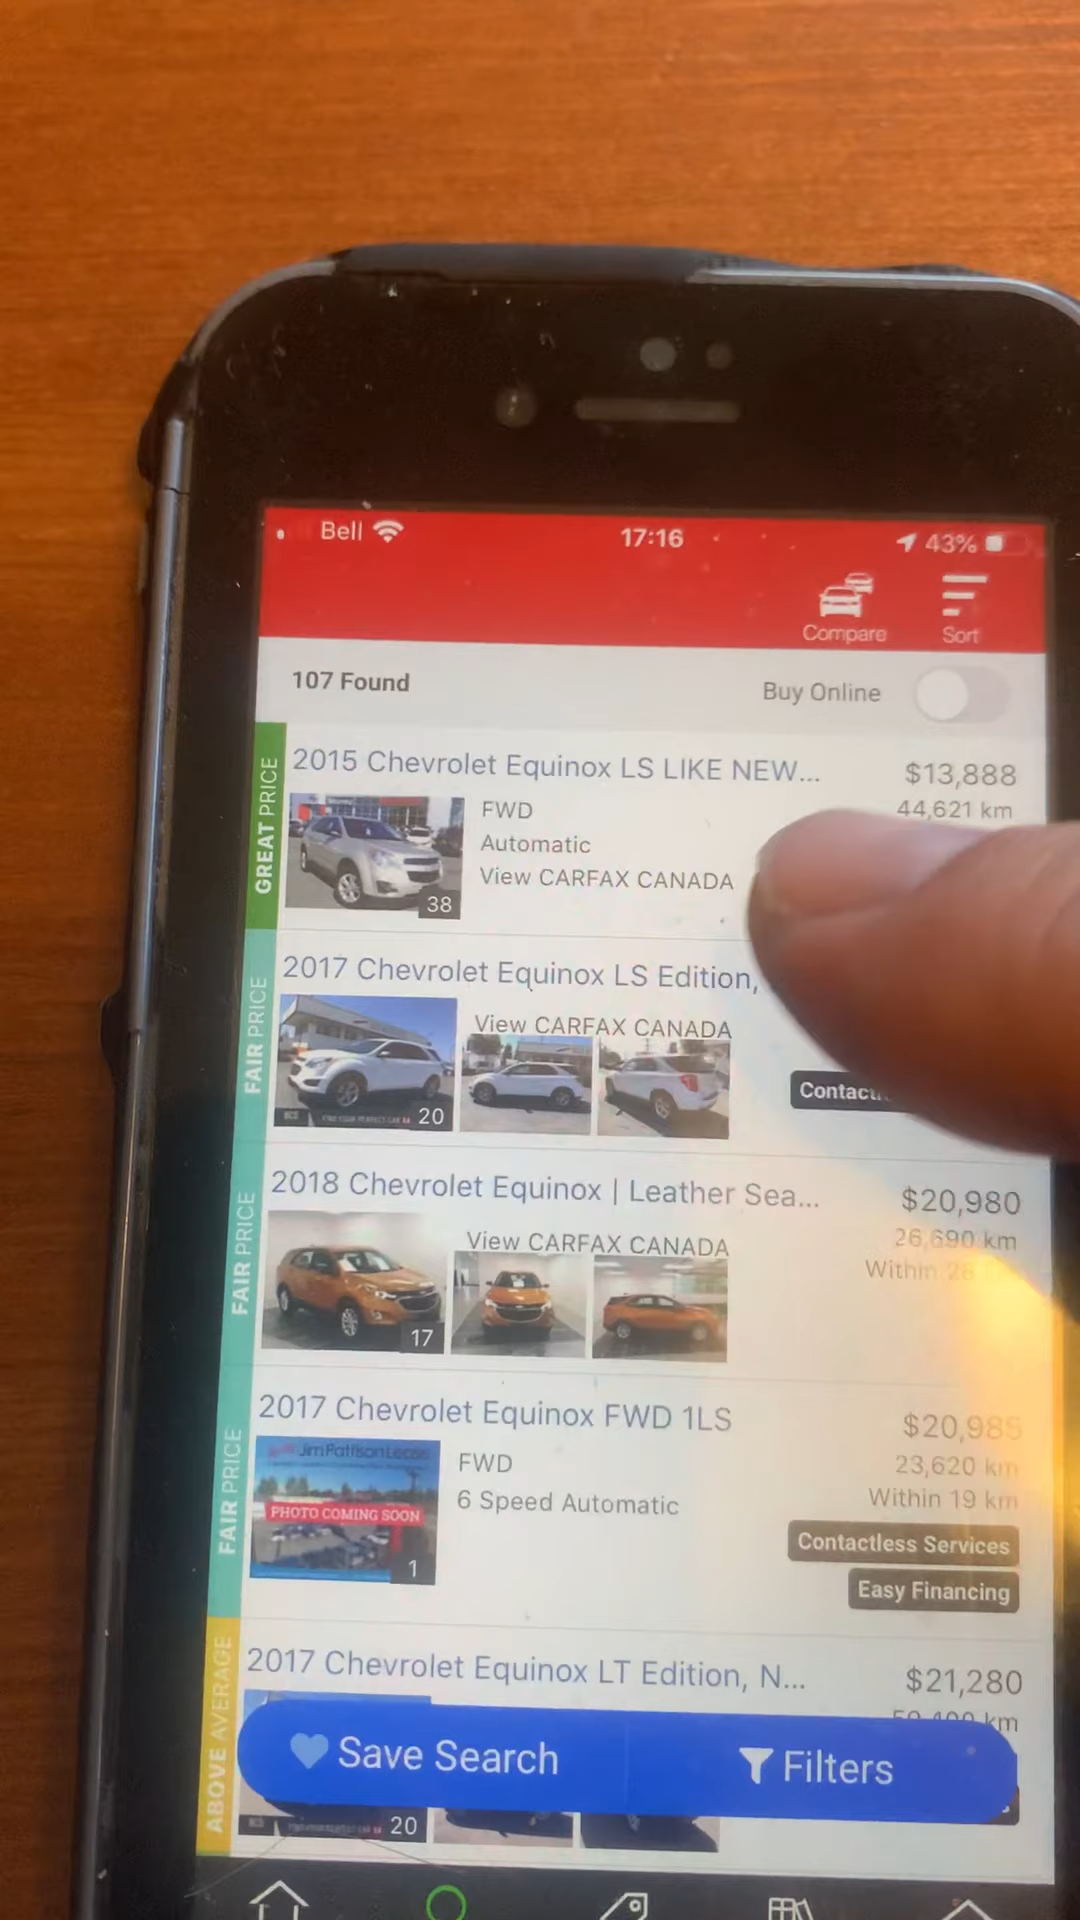 Bell 17:16 43%
Compare Sort
107 Found Buy Online
GREAT PRICE
2015 Chevrolet Equinox LS LIKE NEW... $13,888
FWD 44,621 km
Automatic
View CARFAX CANADA
38
FAIR PRICE
2017 Chevrolet Equinox LS Edition,
View CARFAX CANADA
20
FAIR PRICE
2018 Chevrolet Equinox | Leather Sea... $20,980
View CARFAX CANADA 26,690 km
Within
17
FAIR PRICE
2017 Chevrolet Equinox FWD 1LS $20,985
Jim Pattison Lease
FWD 23,620 km
6 Speed Automatic Within 19 km
PHOTO COMING SOON
Contactless Services
1
Easy Financing
ABOVE AVERAGE
2017 Chevrolet Equinox LT Edition, N... $21,280
km
Save Search Filters
20